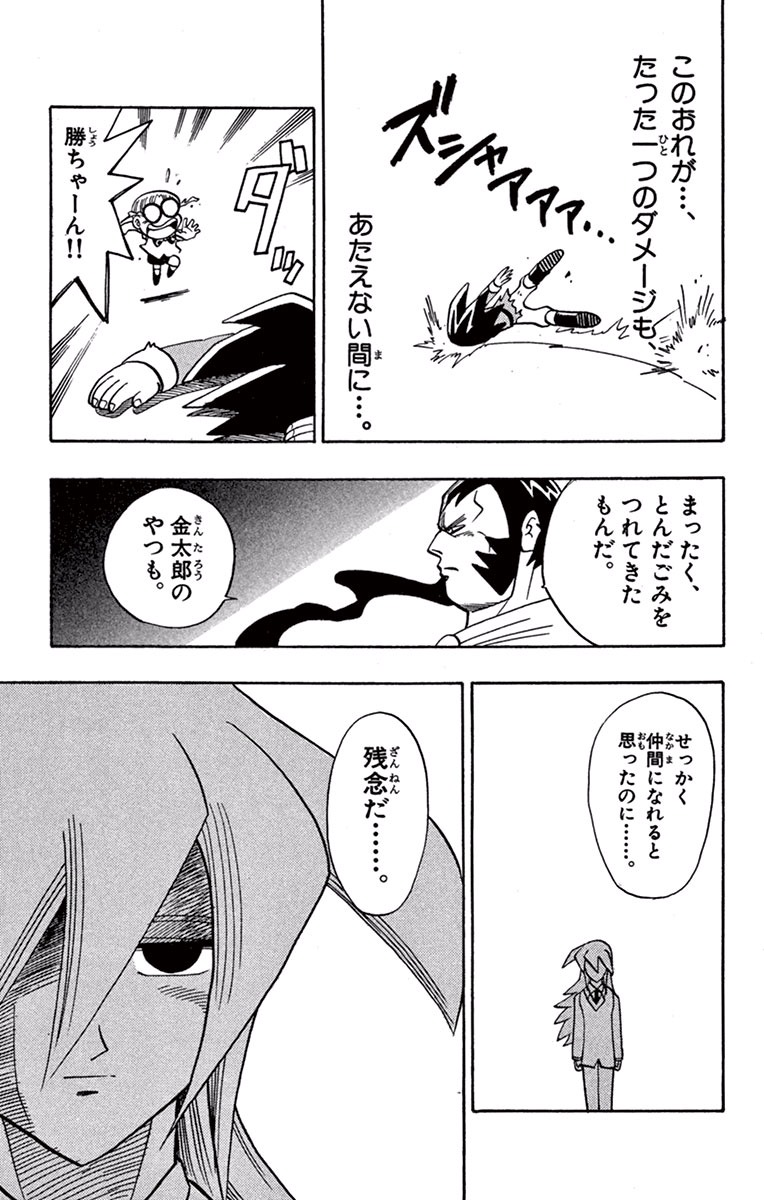 このおれが…、
たった一つのダメージも、
あたえない間に…。
ズシャアアア…
勝ちゃーん!!
ダッ
まったく、
とんだごみを
つれてきた
もんだ。
金太郎の
やつも。
せっかく
仲間になれると
思ったのに……。
残念だ……。